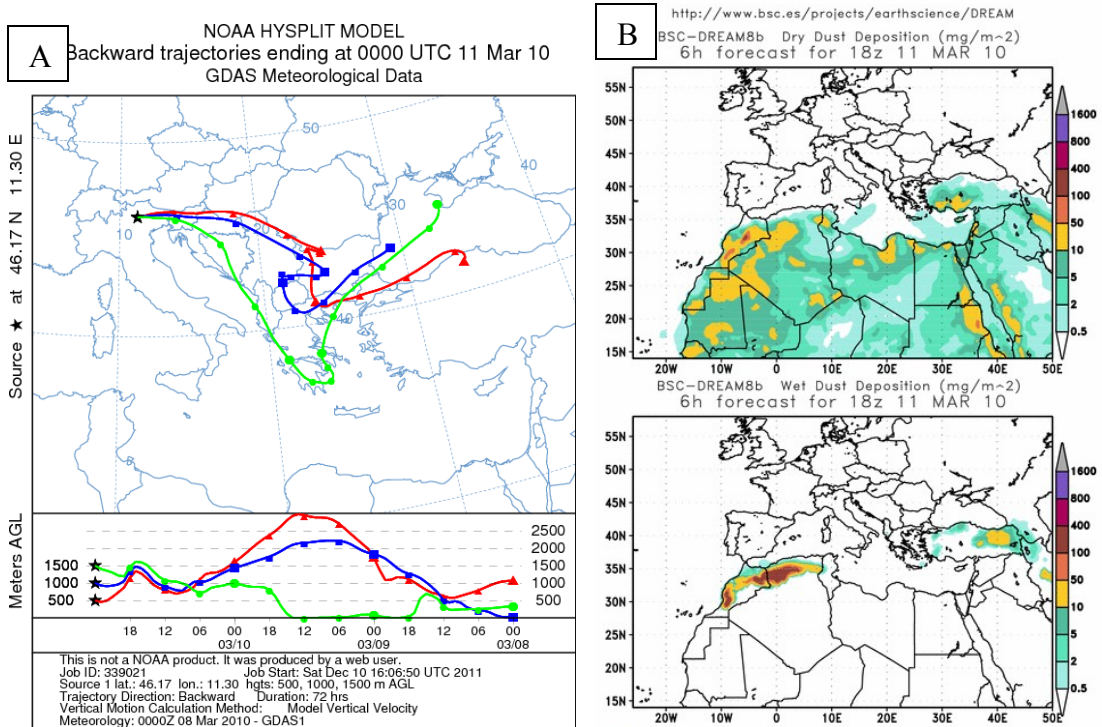 A
NOAA HYSPLIT MODEL
Backward trajectories ending at 0000 UTC 11 Mar 10
GDAS Meteorological Data
Source ★ at 46.17 N 11.30 E
50
40
30
20
10
40
Meters AGL
1500
1000
500
2500
2000
1500
1000
500
18 12 06 00 18 12 06 00 18 12 06 00
03/10 03/09 03/08
This is not a NOAA product. It was produced by a web user.
Job ID: 339021 Job Start: Sat Dec 10 16:06:50 UTC 2011
Source 1 lat.: 46.17 lon.: 11.30 hgts: 500, 1000, 1500 m AGL
Trajectory Direction: Backward Duration: 72 hrs
Vertical Motion Calculation Method: Model Vertical Velocity
Meteorology: 0000Z 08 Mar 2010 - GDAS1
B
http://www.bsc.es/projects/earthscience/DREAM
BSC-DREAM8b Dry Dust Deposition (mg/m^2)
6h forecast for 18z 11 MAR 10
55N
50N
45N
40N
35N
30N
25N
20N
15N
20W 10W 0 10E 20E 30E 40E 50E
1600
800
400
100
50
10
5
2
0.5
BSC-DREAM8b Wet Dust Deposition (mg/m^2)
6h forecast for 18z 11 MAR 10
55N
50N
45N
40N
35N
30N
25N
20N
15N
20W 10W 0 10E 20E 30E 40E 50E
1600
800
400
100
50
10
5
2
0.5